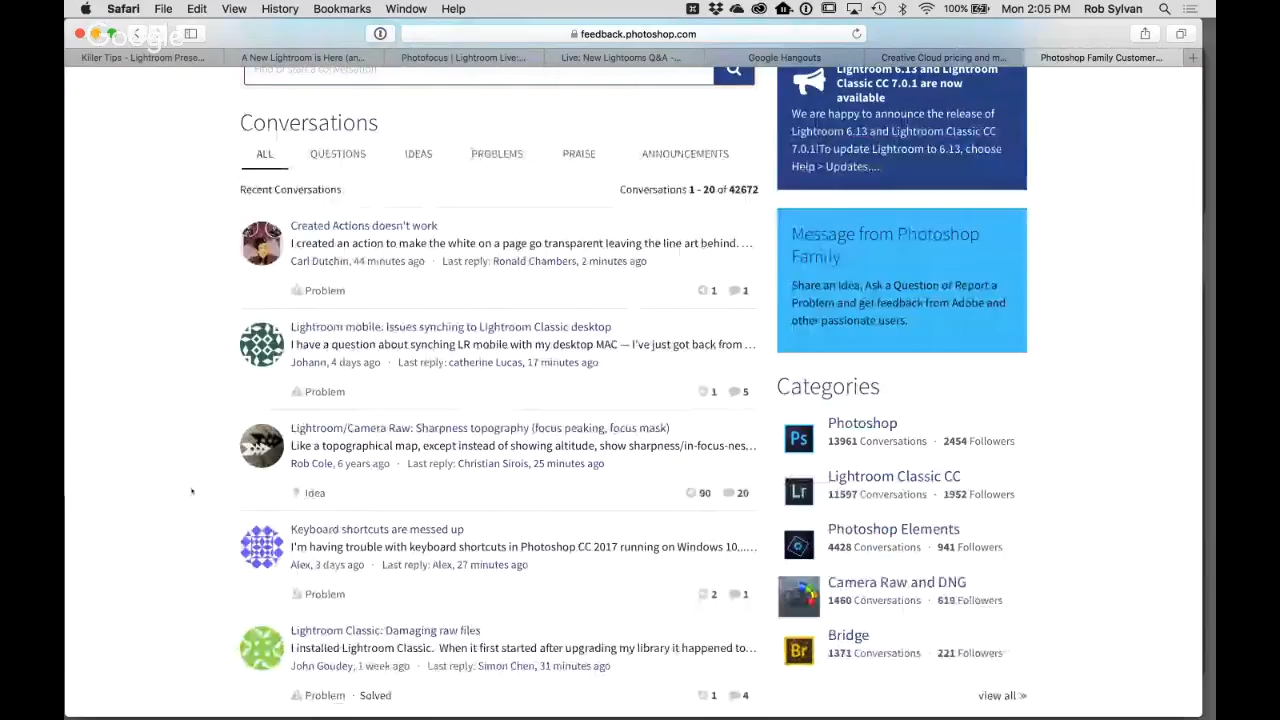 Safari File Edit View History Bookmarks Window Help 100% Mon 2:05 PM Rob Sylvan
Google
feedback.photoshop.com
Killer Tips - Lightroom Prese... A New Lightroom is Here (an... Photofocus | Lightroom Live:... Live: New Lightooms Q&A -... Google Hangouts Creative Cloud pricing and m... Photoshop Family Customer...
Find or start a conversation
Conversations
ALL QUESTIONS IDEAS PROBLEMS PRAISE ANNOUNCEMENTS
Recent Conversations Conversations 1 - 20 of 42672
Created Actions doesn't work
I created an action to make the white on a page go transparent leaving the line art behind. ...
Carl Dutchin, 44 minutes ago · Last reply: Ronald Chambers, 2 minutes ago
Problem 1 1
Lightroom mobile. Issues synching to Lightroom Classic desktop
I have a question about synching LR mobile with my desktop MAC — I've just got back from ...
Johann, 4 days ago · Last reply: catherine Lucas, 17 minutes ago
Problem 1 5
Lightroom/Camera Raw: Sharpness topography (focus peaking, focus mask)
Like a topographical map, except instead of showing altitude, show sharpness/in-focus-nes...
Rob Cole, 6 years ago · Last reply: Christian Sirois, 25 minutes ago
Idea 90 20
Keyboard shortcuts are messed up
I'm having trouble with keyboard shortcuts in Photoshop CC 2017 running on Windows 10,...
Alex, 3 days ago · Last reply: Alex, 27 minutes ago
Problem 2 1
Lightroom Classic: Damaging raw files
I installed Lightroom Classic. When it first started after upgrading my library it happened to...
John Goudey, 1 week ago · Last reply: Simon Chen, 31 minutes ago
Problem · Solved 1 4
Lightroom 6.13 and Lightroom
Classic CC 7.0.1 are now
available
We are happy to announce the release of
Lightroom 6.13 and Lightroom Classic CC
7.0.1!To update Lightroom to 6.13, choose
Help > Updates....
Message from Photoshop
Family
Share an Idea, Ask a Question or Report a
Problem and get feedback from Adobe and
other passionate users.
Categories
Ps Photoshop
13961 Conversations · 2454 Followers
Lr Lightroom Classic CC
11597 Conversations · 1952 Followers
Photoshop Elements
4428 Conversations · 941 Followers
Camera Raw and DNG
1460 Conversations · 619 Followers
Br Bridge
1371 Conversations · 221 Followers
view all »